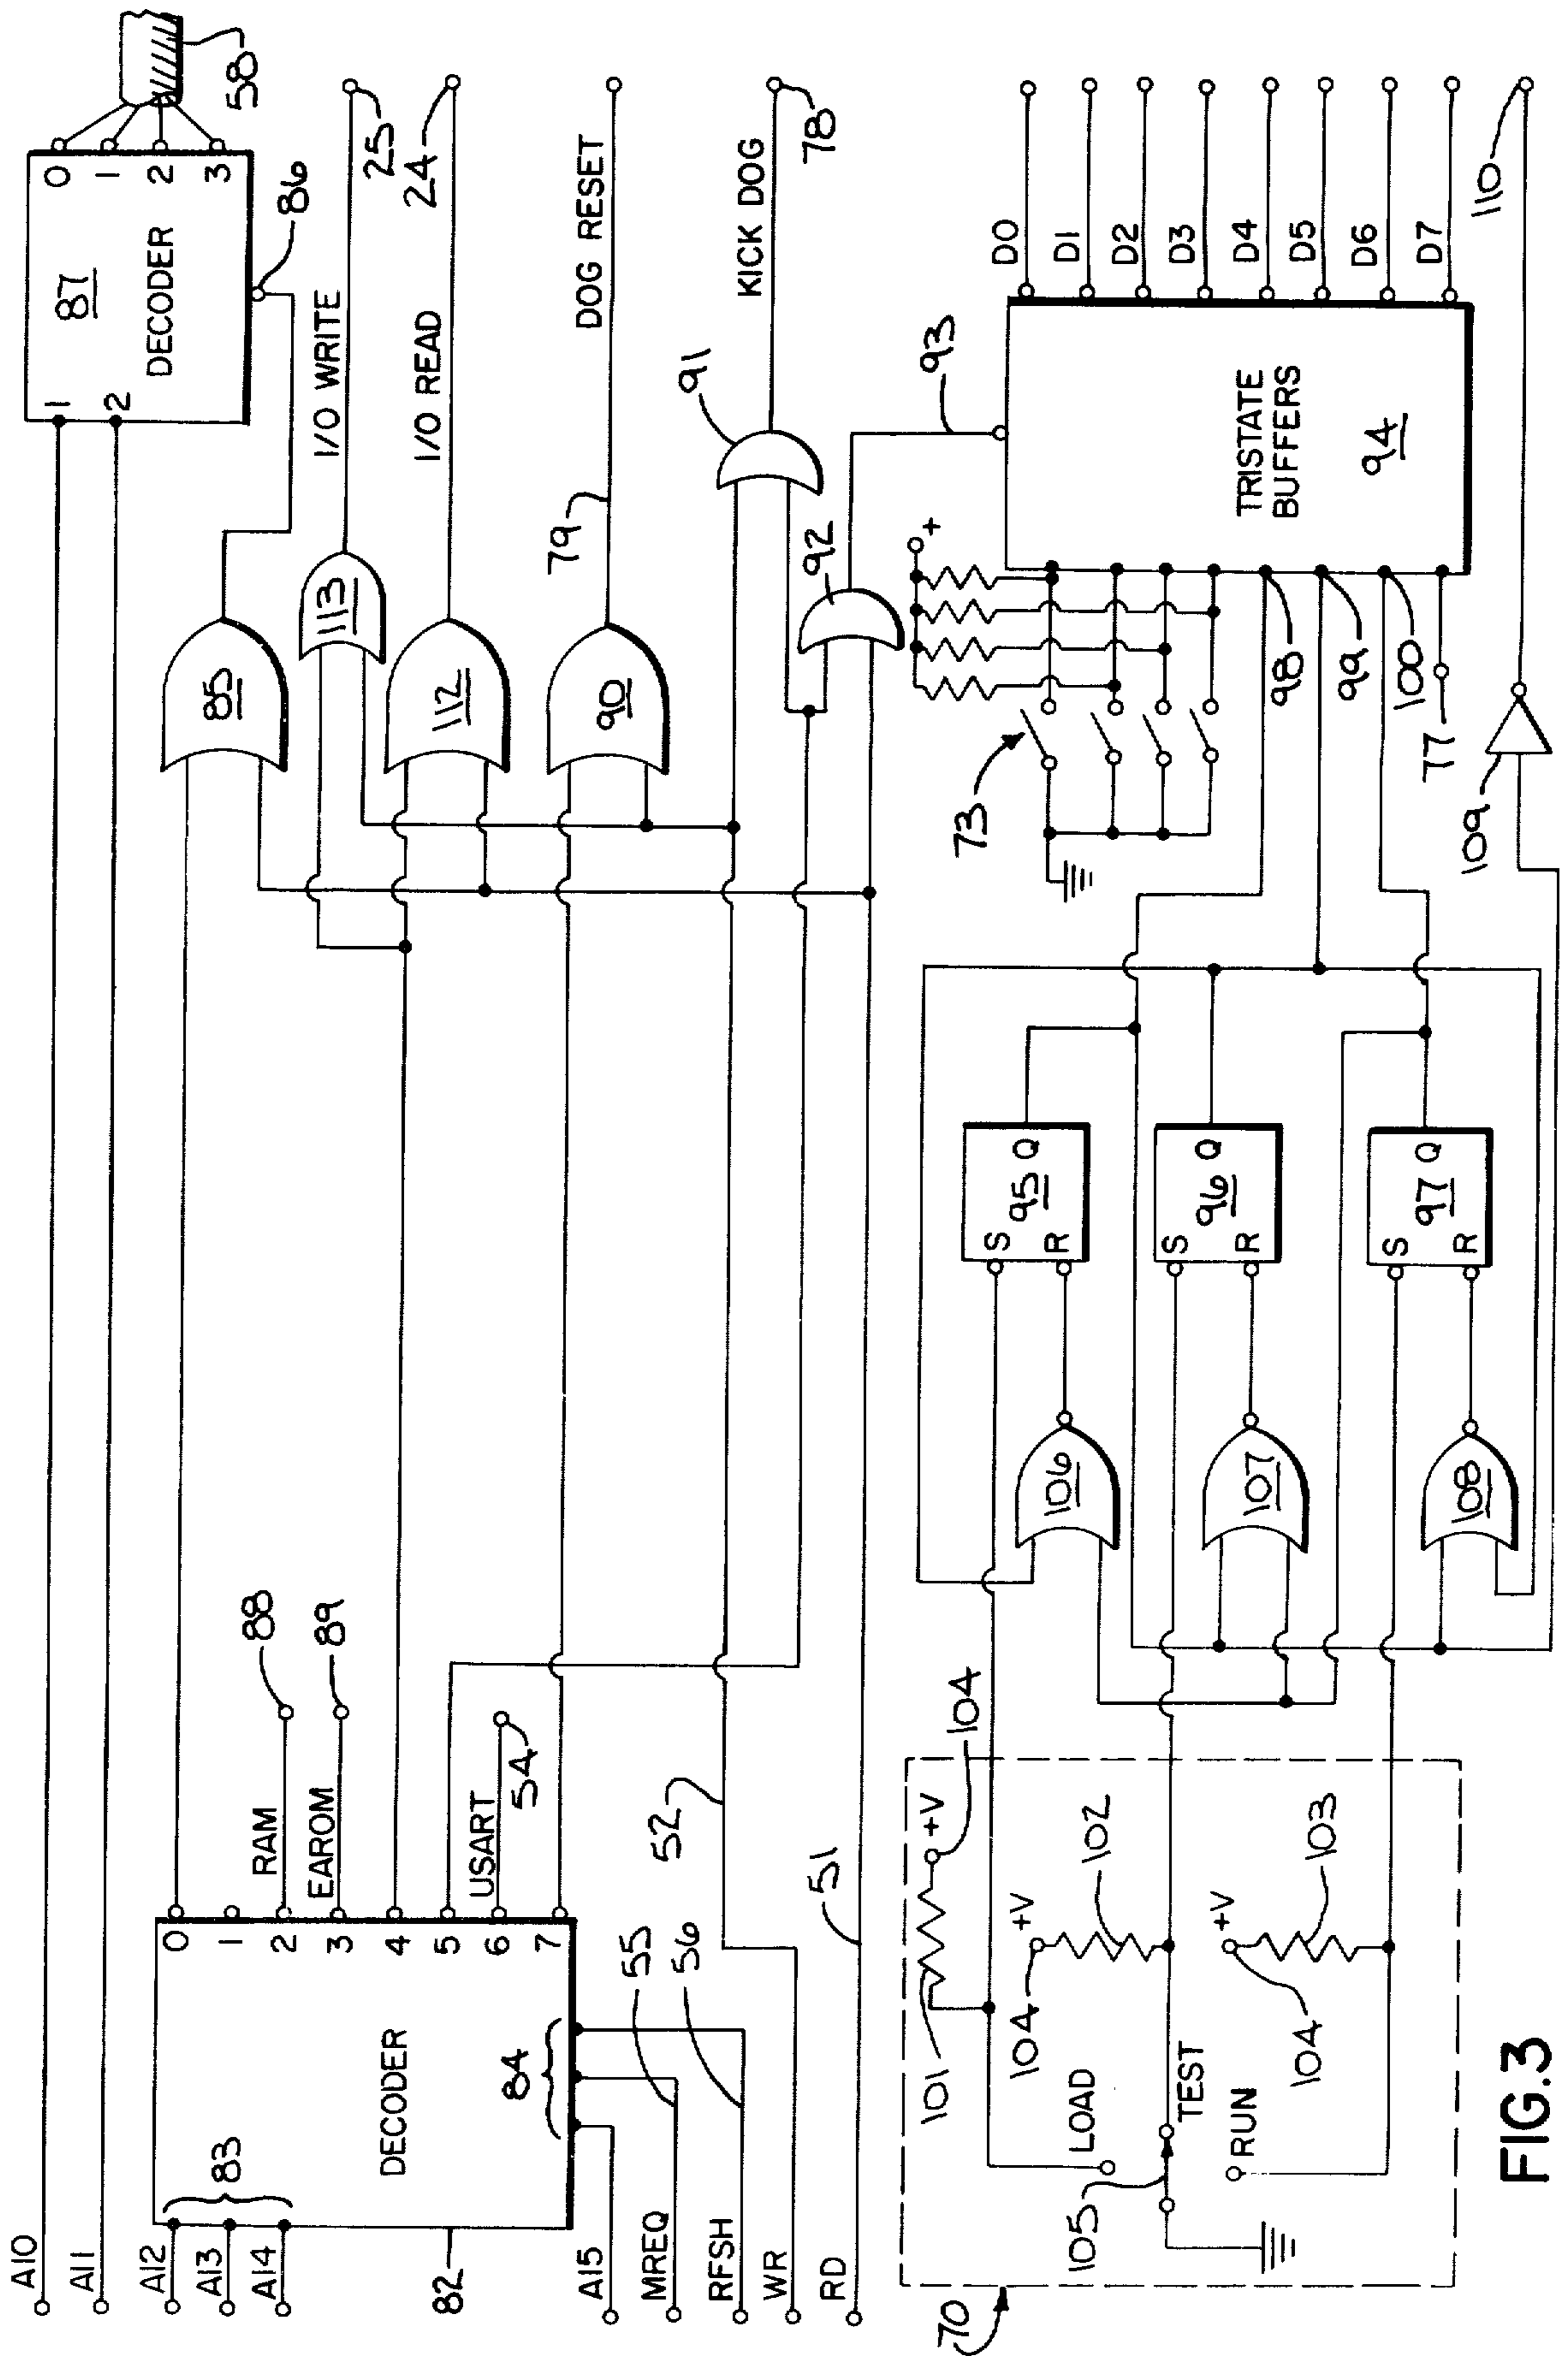 A10
A11
A12
A13
A14
83
82
DECODER
84
A15
MREQ
RFSH
WR
RD
55
56
52
51
0
1
2
3
4
5
6
7
RAM
88
EAROM
89
USART
54
87
DECODER
1
2
0
1
2
3
58
86
85
113
112
90
91
92
93
I/O WRITE
25
I/O READ
24
79
DOG RESET
KICK DOG
78
+
73
TRISTATE
BUFFERS
94
98
99
100
77
D0
D1
D2
D3
D4
D5
D6
D7
109
110
70
105
LOAD
TEST
RUN
101
102
103
+V
104
+V
104
+V
104
106
107
108
S
R
95
Q
S
R
96
Q
S
R
97
Q
FIG.3